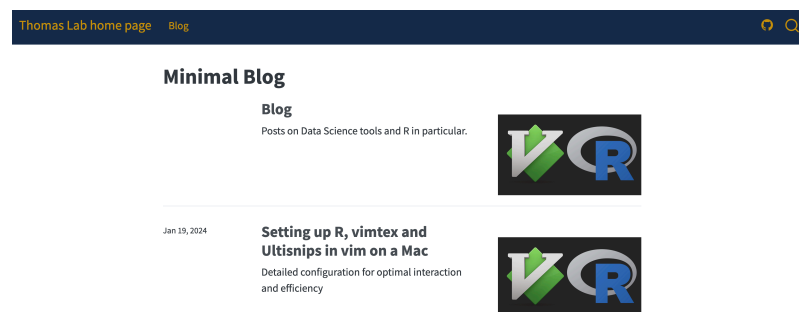 Thomas Lab home page Blog
Minimal Blog
Blog
Posts on Data Science tools and R in particular.
V R
Jan 19, 2024
Setting up R, vimtex and
Ultisnips in vim on a Mac
Detailed configuration for optimal interaction
and efficiency
V R